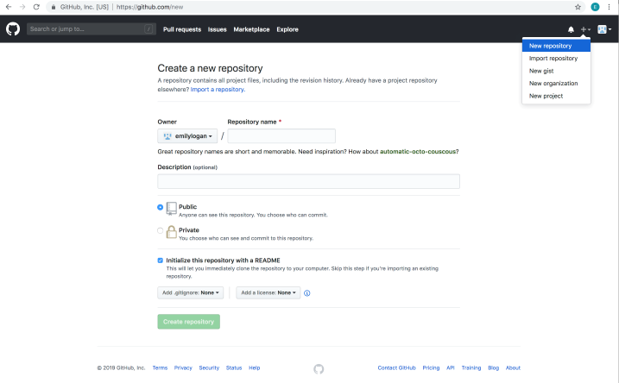 GitHub, Inc. [US] | https://github.com/new
Search or jump to...
/
Pull requests Issues Marketplace Explore
New repository
Import repository
New gist
New organization
New project
Create a new repository
A repository contains all project files, including the revision history. Already have a project repository
elsewhere? Import a repository.
Owner Repository name *
emilylogan /
Great repository names are short and memorable. Need inspiration? How about automatic-octo-couscous?
Description (optional)
Public
Anyone can see this repository. You choose who can commit.
Private
You choose who can see and commit to this repository.
Initialize this repository with a README
This will let you immediately clone the repository to your computer. Skip this step if you're importing an existing
repository.
Add .gitignore: None Add a license: None
Create repository
© 2019 GitHub, Inc. Terms Privacy Security Status Help Contact GitHub Pricing API Training Blog About